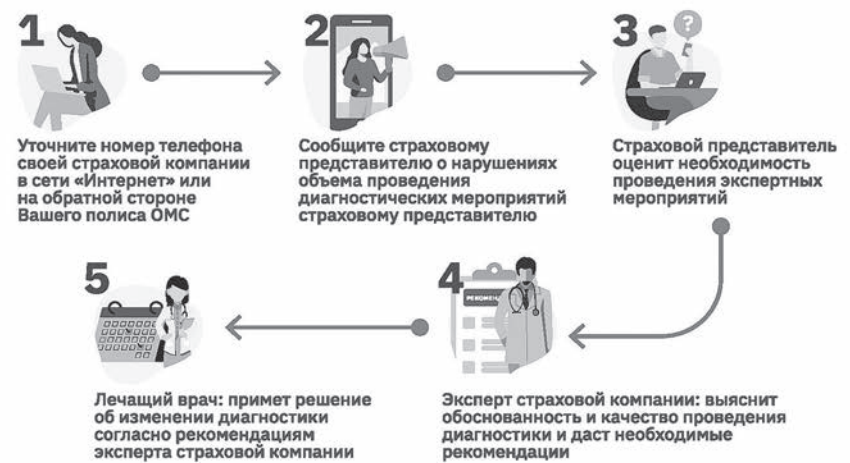 1
Уточните номер телефона
своей страховой компании
в сети «Интернет» или
на обратной стороне
Вашего полиса ОМС
2
Сообщите страховому
представителю о нарушениях
объема проведения
диагностических мероприятий
страховому представителю
3
?
Страховой представитель
оценит необходимость
проведения экспертных
мероприятий
4
РЕКОМЕНД
Эксперт страховой компании: выяснит
обоснованность и качество проведения
диагностики и даст необходимые
рекомендации
5
Лечащий врач: примет решение
об изменении диагностики
согласно рекомендациям
эксперта страховой компании